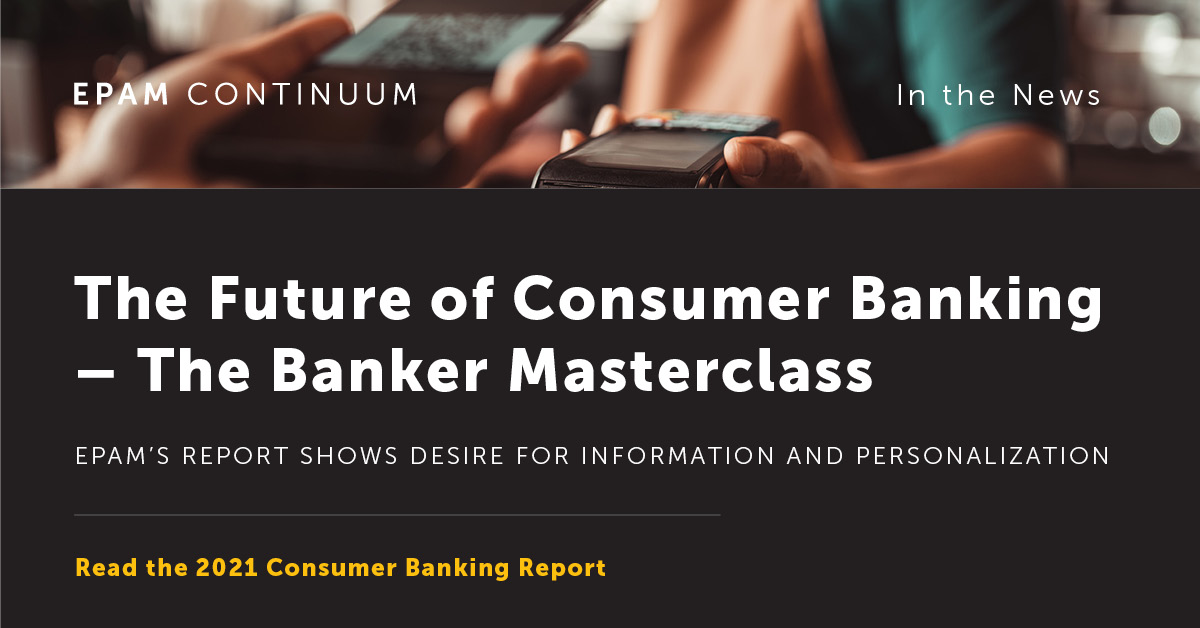 EPAM CONTINUUM
In the News
The Future of Consumer Banking
– The Banker Masterclass
EPAM’S REPORT SHOWS DESIRE FOR INFORMATION AND PERSONALIZATION
Read the 2021 Consumer Banking Report